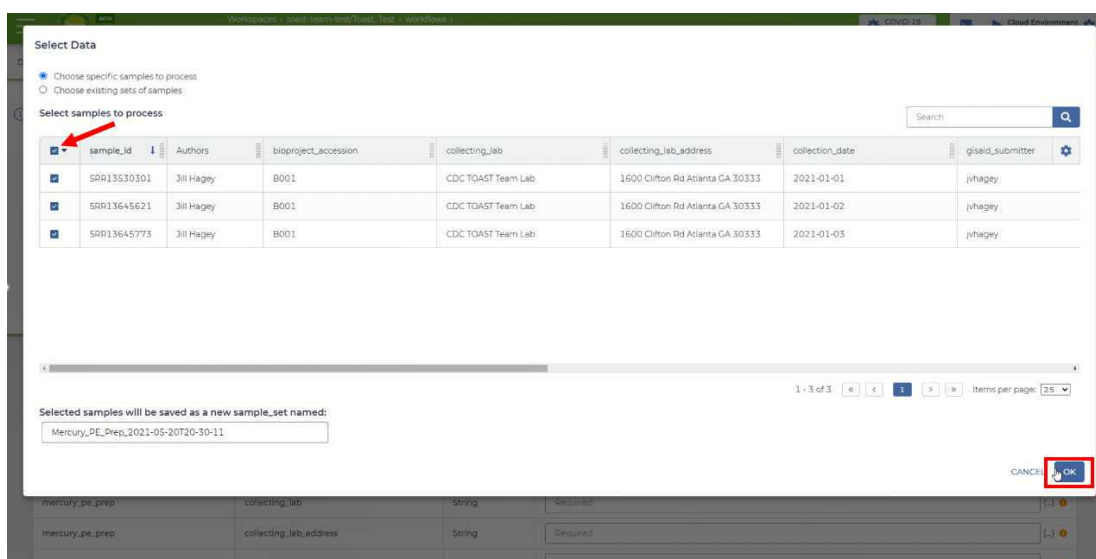 BETA Workspaces › toast-team-test/Toast_Test › workflows › COVID-19 Cloud Environment
Select Data
Choose specific samples to process
Choose existing sets of samples
Select samples to process
Search
sample_id Authors bioproject_accession collecting_lab collecting_lab_address collection_date gisaid_submitter
SRR13530301 Jill Hagey B001 CDC TOAST Team Lab 1600 Clifton Rd Atlanta GA 30333 2021-01-01 jvhagey
SRR13645621 Jill Hagey B001 CDC TOAST Team Lab 1600 Clifton Rd Atlanta GA 30333 2021-01-02 jvhagey
SRR13645773 Jill Hagey B001 CDC TOAST Team Lab 1600 Clifton Rd Atlanta GA 30333 2021-01-03 jvhagey
1 - 3 of 3 « ‹ 1 › » Items per page: 25
Selected samples will be saved as a new sample_set named:
Mercury_PE_Prep_2021-05-20T20-30-11
CANCEL OK
mercury_pe_prep collecting_lab String Required {...}
mercury_pe_prep collecting_lab_address String Required {...}